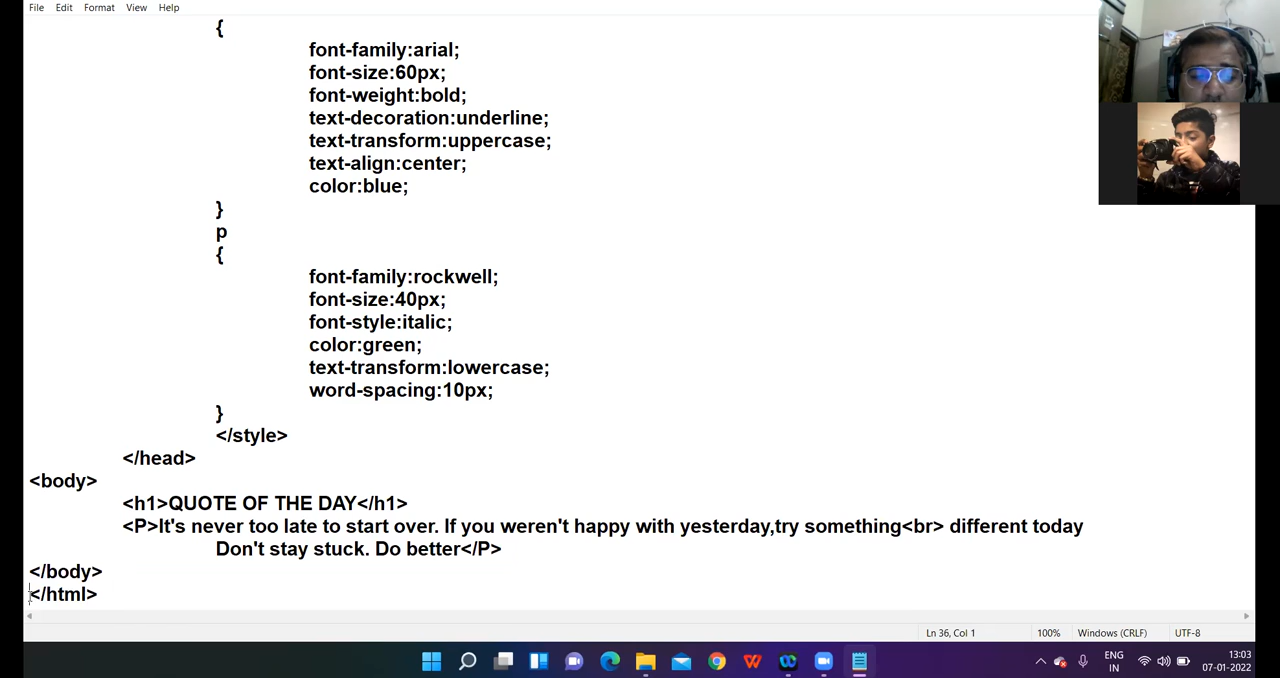 File Edit Format View Help
{
font-family:arial;
font-size:60px;
font-weight:bold;
text-decoration:underline;
text-transform:uppercase;
text-align:center;
color:blue;
}
p
{
font-family:rockwell;
font-size:40px;
font-style:italic;
color:green;
text-transform:lowercase;
word-spacing:10px;
}
</style>
</head>
<body>
<h1>QUOTE OF THE DAY</h1>
<P>It's never too late to start over. If you weren't happy with yesterday,try something<br> different today
Don't stay stuck. Do better</P>
</body>
</html>
Ln 36, Col 1 100% Windows (CRLF) UTF-8
ENG 13:03
IN 07-01-2022